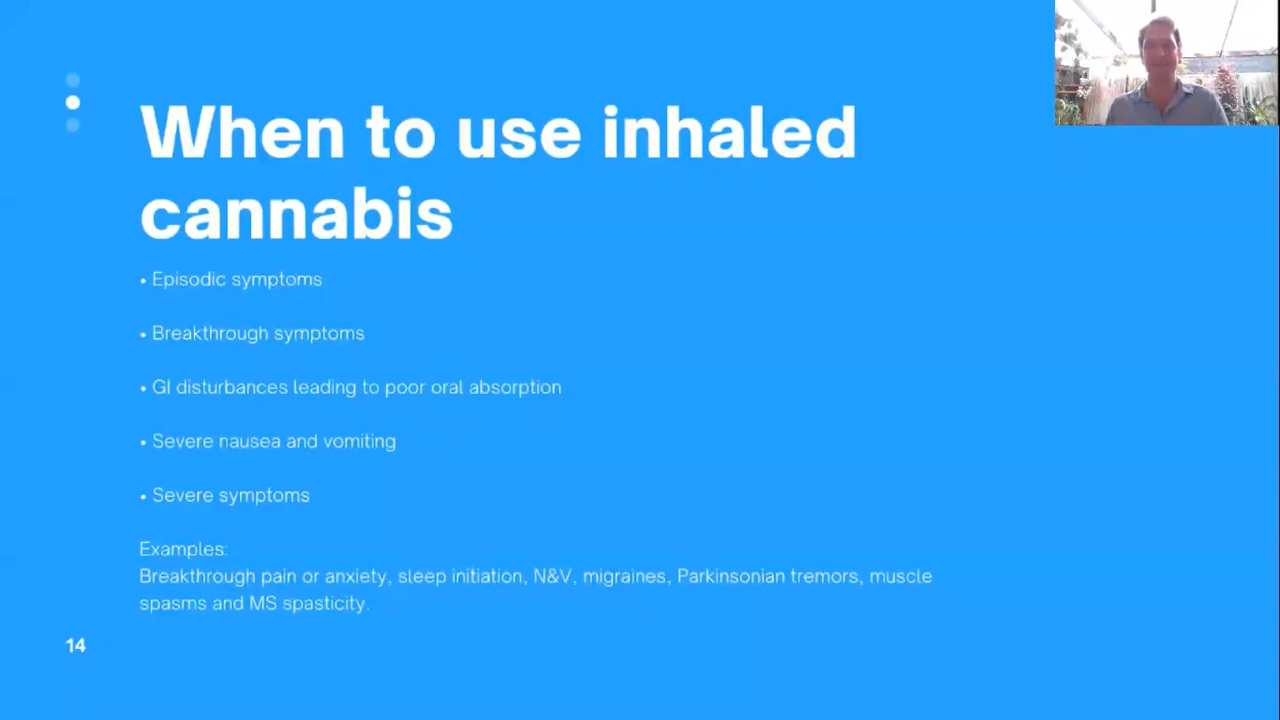 When to use inhaled
cannabis
• Episodic symptoms
• Breakthrough symptoms
• GI disturbances leading to poor oral absorption
• Severe nausea and vomiting
• Severe symptoms
Examples:
Breakthrough pain or anxiety, sleep initiation, N&V, migraines, Parkinsonian tremors, muscle
spasms and MS spasticity.
14